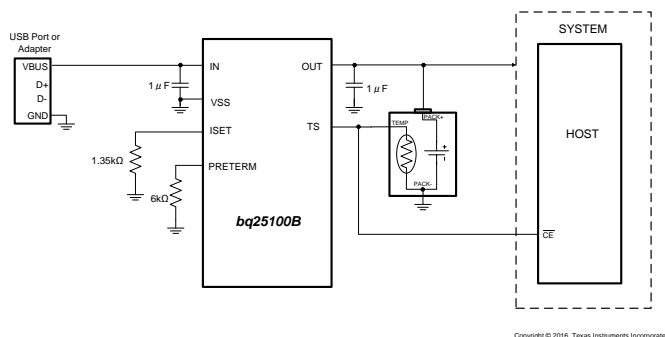 USB Port or
Adapter
VBUS
D+
D-
GND
1 μF
IN
VSS
ISET
PRETERM
OUT
TS
bq25100B
1.35kΩ
6kΩ
1 μF
TEMP
PACK+
+
PACK-
SYSTEM
HOST
CE
Copyright © 2016, Texas Instruments Incorporate